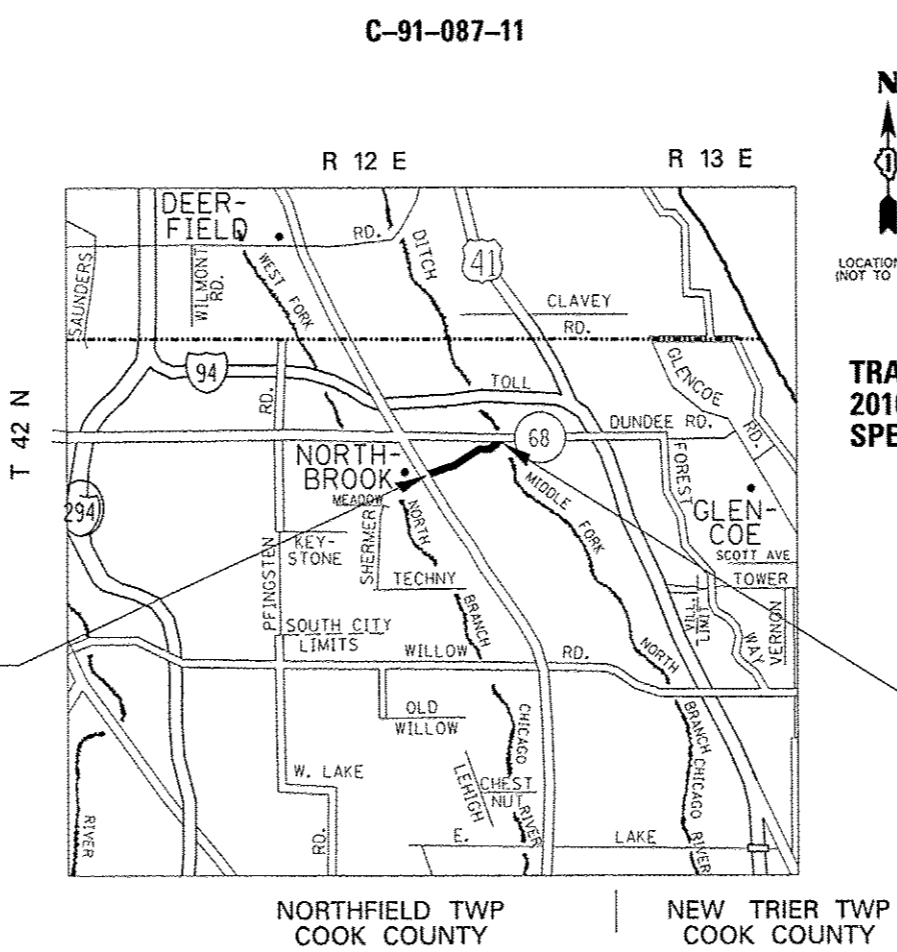 C-91-087-11
N
R 12 E
R 13 E
DEER-
FIELD
RD.
DITCH
41
SAUNDERS
WILMONT
RD.
WEST FORK
CLAVEY
RD.
LOCATION
(NOT TO
94
TOLL
GLENCOE
RD.
RD.
T 42 N
DUNDEE RD.
68
TRA
2010
SPE
NORTH-
BROOK
MEADOW
294
KEY-
STONE
SHERMER
NORTH
MIDDLE FORK
FOREST
GLEN-
COE
SCOTT AVE
PFINGSTEN
TECHNY
BRANCH
TOWER
VILL.
LIMIT
WAY
VERNON
SOUTH CITY
LIMITS
WILLOW
RD.
NORTH
OLD
WILLOW
CHICAGO
BRANCH CHICAGO RIVER
W. LAKE
RD.
LEHIGH
CHEST
NUT
RIVER
RIVER
E.
LAKE
NORTHFIELD TWP
COOK COUNTY
NEW TRIER TWP
COOK COUNTY